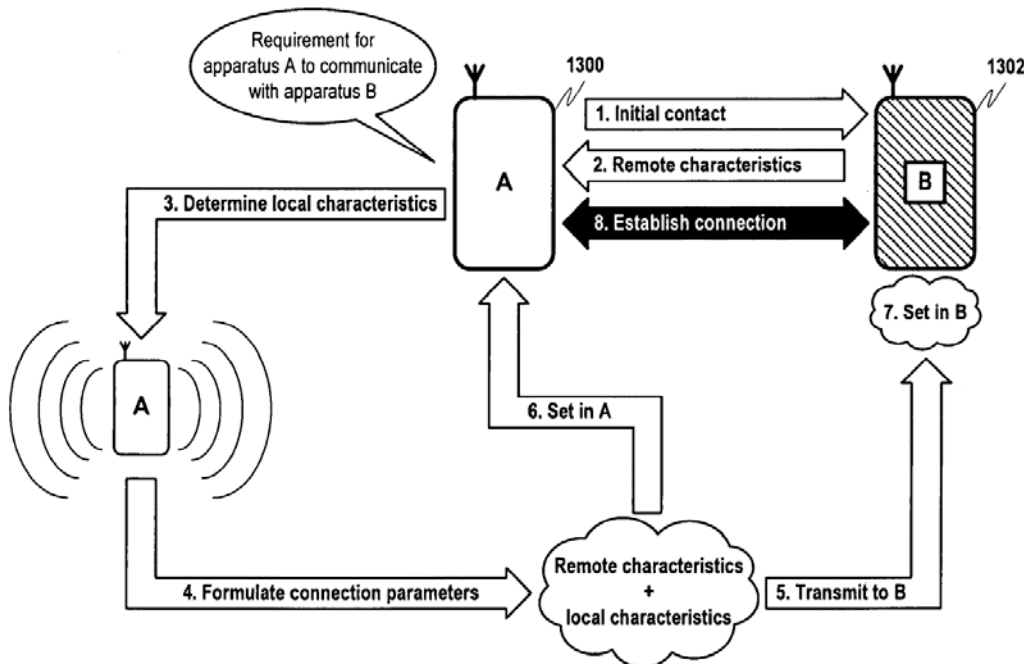 Requirement for
apparatus A to communicate
with apparatus B
1300
1302
1. Initial contact
2. Remote characteristics
A
B
3. Determine local characteristics
8. Establish connection
7. Set in B
A
6. Set in A
Remote characteristics
+
local characteristics
4. Formulate connection parameters
5. Transmit to B